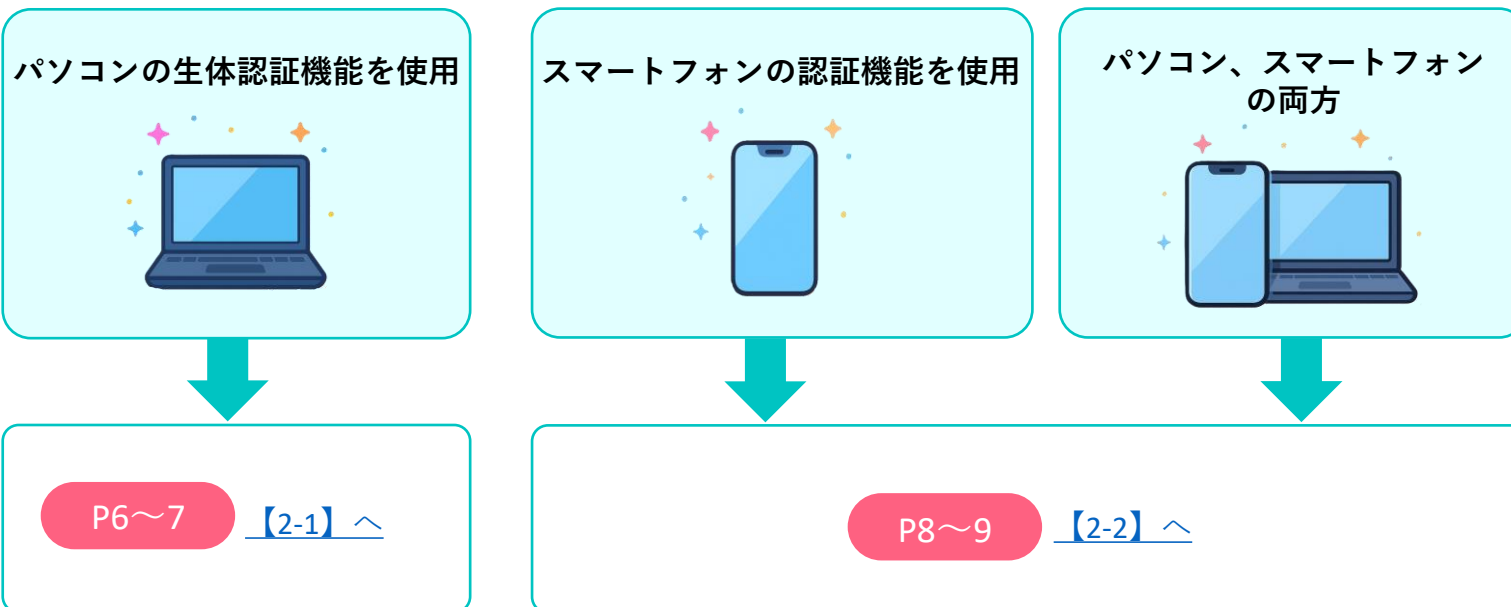 パソコンの生体認証機能を使用
スマートフォンの認証機能を使用
パソコン、スマートフォン
の両方
P6～7
【2-1】へ
P8～9
【2-2】へ